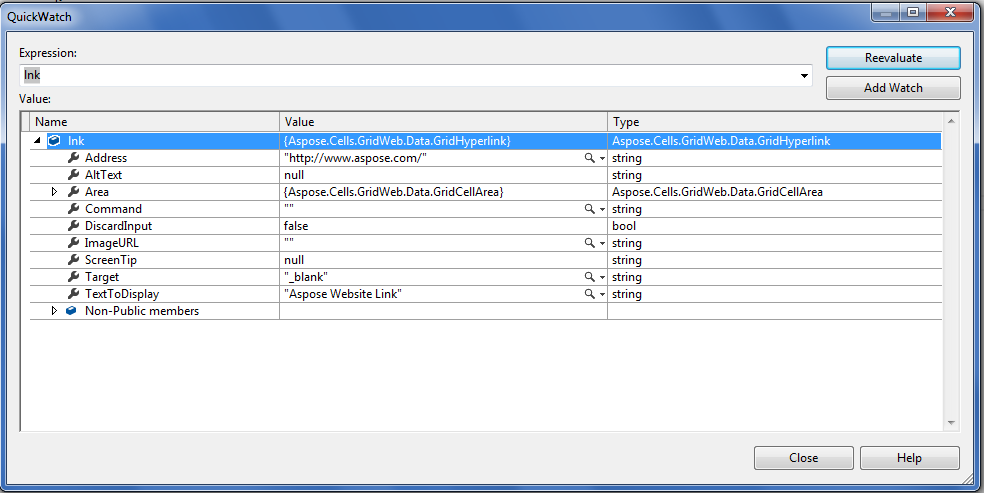 QuickWatch
Expression:
lnk
Reevaluate
Add Watch
Value:
Name Value Type
lnk {Aspose.Cells.GridWeb.Data.GridHyperlink} Aspose.Cells.GridWeb.Data.GridHyperlink
Address "http://www.aspose.com/" string
AltText null string
Area {Aspose.Cells.GridWeb.Data.GridCellArea} Aspose.Cells.GridWeb.Data.GridCellArea
Command "" string
DiscardInput false bool
ImageURL "" string
ScreenTip null string
Target "_blank" string
TextToDisplay "Aspose Website Link" string
Non-Public members
Close Help